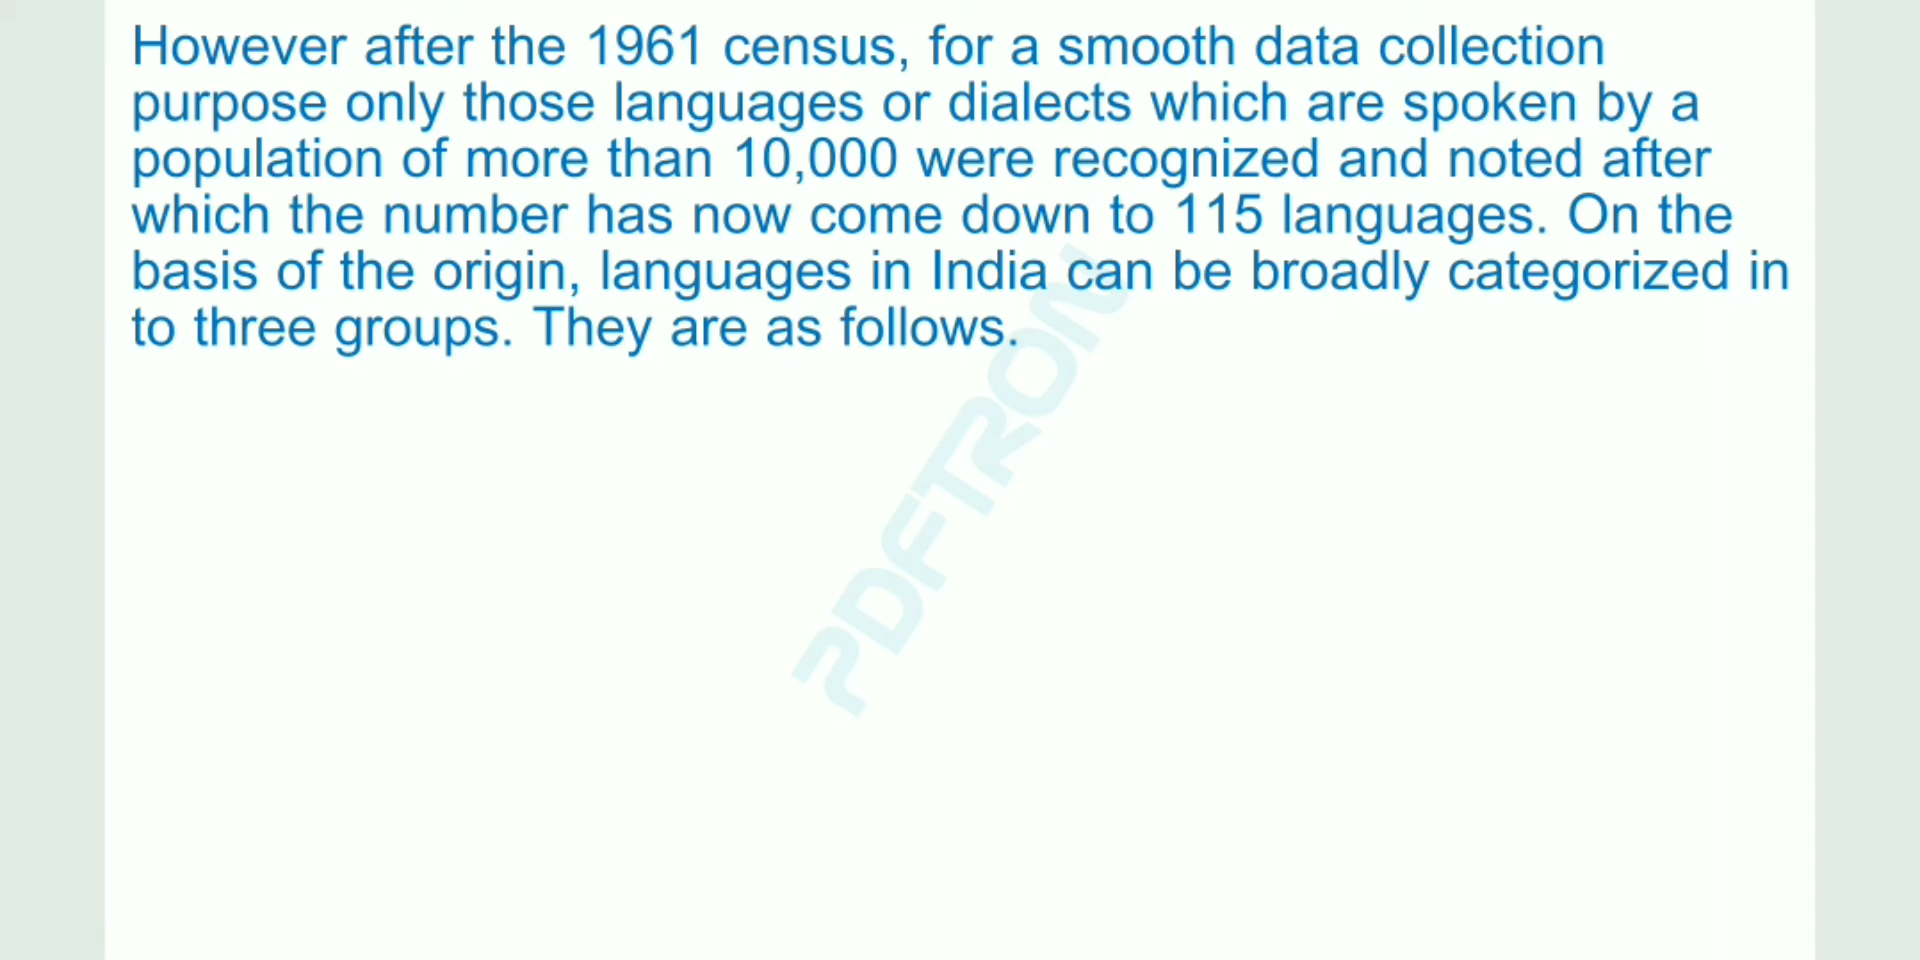 However after the 1961 census, for a smooth data collection
purpose only those languages or dialects which are spoken by a
population of more than 10,000 were recognized and noted after
which the number has now come down to 115 languages. On the
basis of the origin, languages in India can be broadly categorized in
to three groups. They are as follows.
PDFTRON